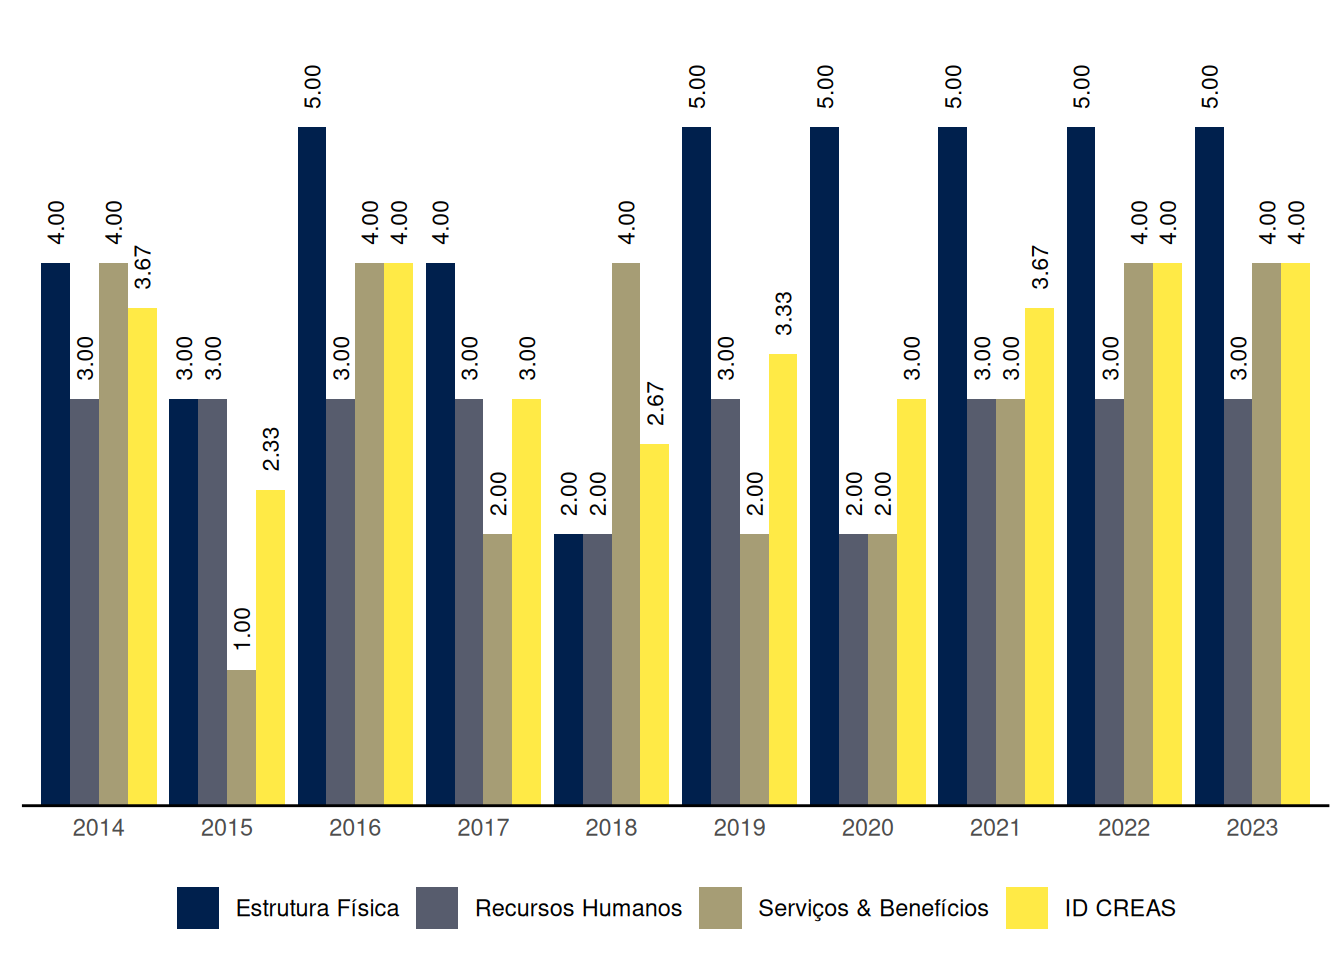 5.00 5.00 5.00 5.00 5.00 5.00
4.00 4.00 4.00 4.00 4.00 4.00 4.00 4.00 4.00 4.00
3.67 3.67
3.33
3.00 3.00 3.00 3.00 3.00 3.00 3.00 3.00 3.00 3.00 3.00 3.00
2.67
2.33
2.00 2.00 2.00 2.00 2.00 2.00
1.00
2014 2015 2016 2017 2018 2019 2020 2021 2022 2023
Estrutura Física Recursos Humanos Serviços & Benefícios ID CREAS